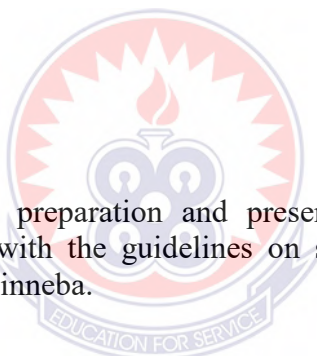 preparation and presen
with the guidelines on s
inneba.
EDUCATION FOR SERVICE